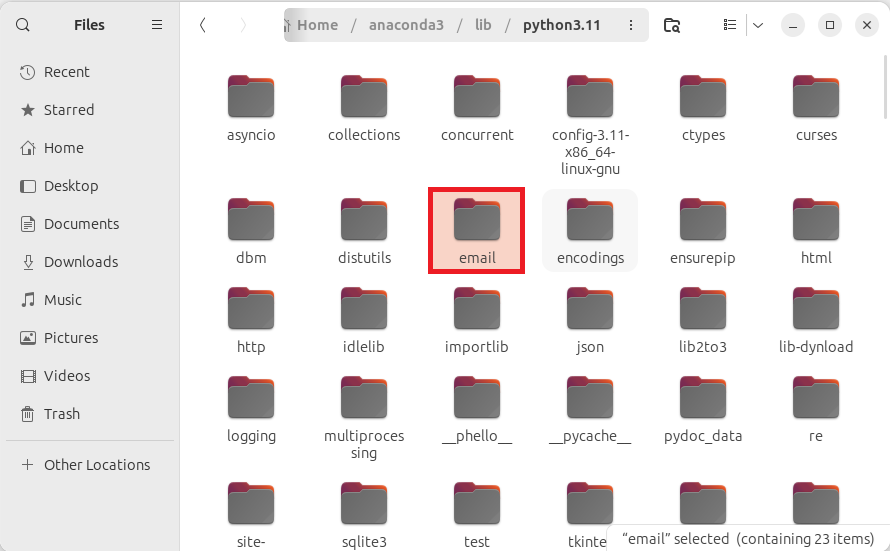 Files
Home / anaconda3 / lib / python3.11
Recent
Starred
Home
Desktop
Documents
Downloads
Music
Pictures
Videos
Trash
Other Locations
asyncio collections concurrent config-3.11- ctypes curses
x86_64-
linux-gnu
dbm distutils email encodings ensurepip html
http idlelib importlib json lib2to3 lib-dynload
logging multiproces __phello__ __pycache__ pydoc_data re
sing
site- sqlite3 test tkinte
“email” selected (containing 23 items)